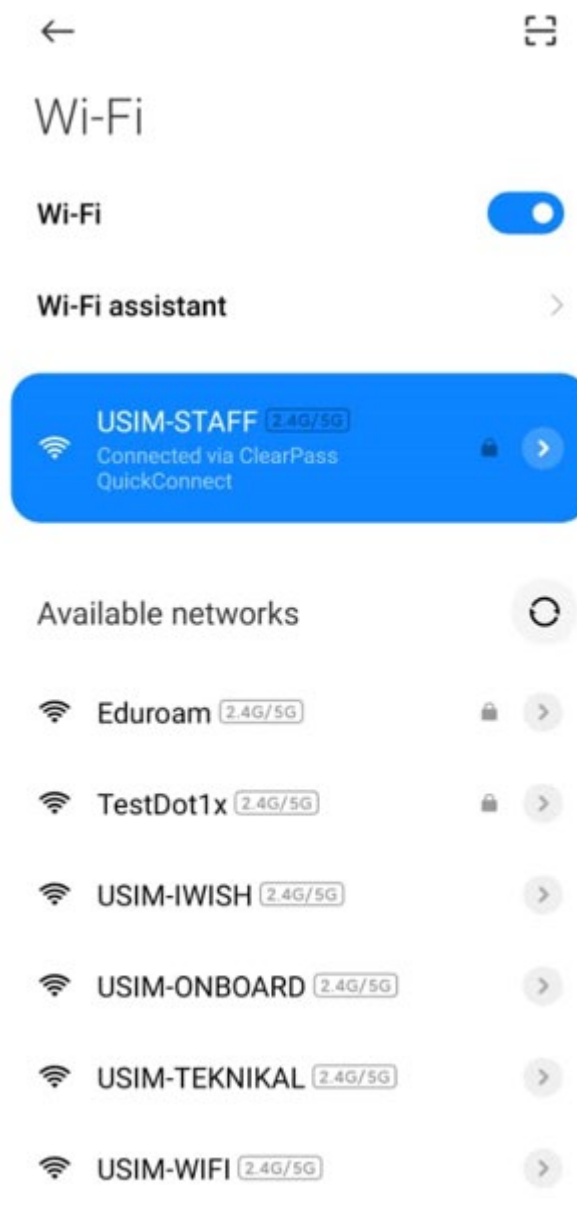 Wi-Fi
Wi-Fi
Wi-Fi assistant
USIM-STAFF 2.4G/5G
Connected via ClearPass
QuickConnect
Available networks
Eduroam 2.4G/5G
TestDot1x 2.4G/5G
USIM-IWISH 2.4G/5G
USIM-ONBOARD 2.4G/5G
USIM-TEKNIKAL 2.4G/5G
USIM-WIFI 2.4G/5G